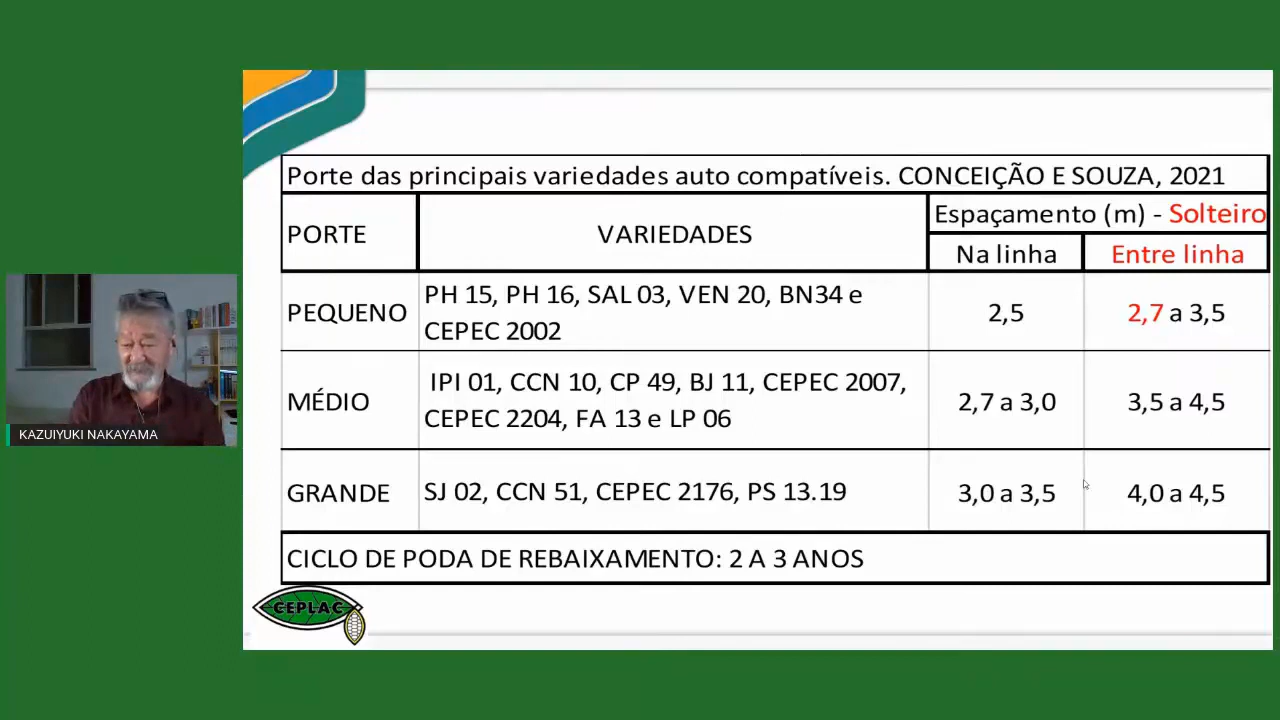 Porte das principais variedades auto compatíveis. CONCEIÇÃO E SOUZA, 2021
PORTE
VARIEDADES
Espaçamento (m) - Solteiro
Na linha
Entre linha
PEQUENO
PH 15, PH 16, SAL 03, VEN 20, BN34 e
CEPEC 2002
2,5
2,7 a 3,5
MÉDIO
IPI 01, CCN 10, CP 49, BJ 11, CEPEC 2007,
CEPEC 2204, FA 13 e LP 06
2,7 a 3,0
3,5 a 4,5
GRANDE
SJ 02, CCN 51, CEPEC 2176, PS 13.19
3,0 a 3,5
4,0 a 4,5
CICLO DE PODA DE REBAIXAMENTO: 2 A 3 ANOS
CEPLAC
KAZUIYUKI NAKAYAMA